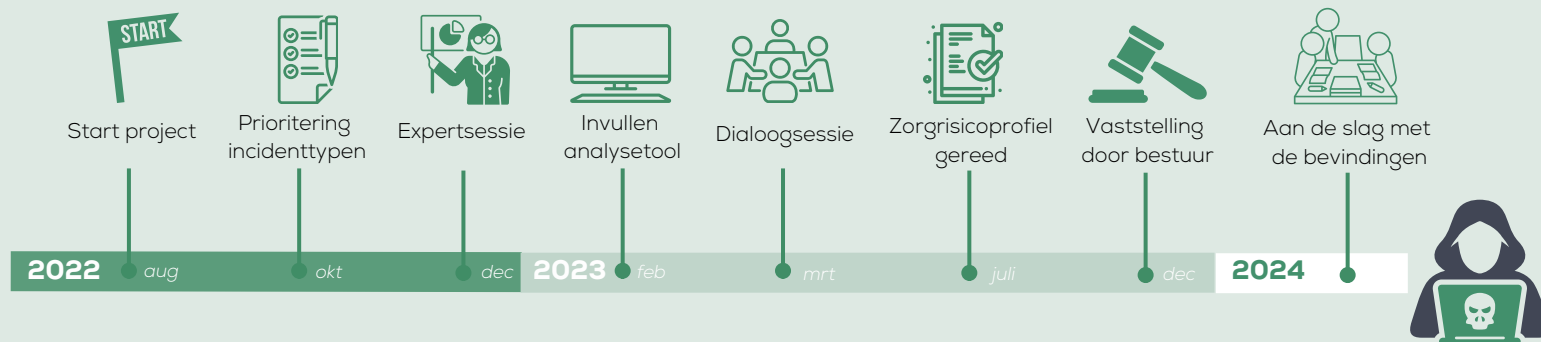 START
Start project
Prioritering
incidenttypen
Expertsessie
Invullen
analysetool
Dialoogsessie
Zorgrisicoprofiel
gereed
Vaststelling
door bestuur
Aan de slag met
de bevindingen
2022 aug okt dec 2023 feb mrt juli dec 2024